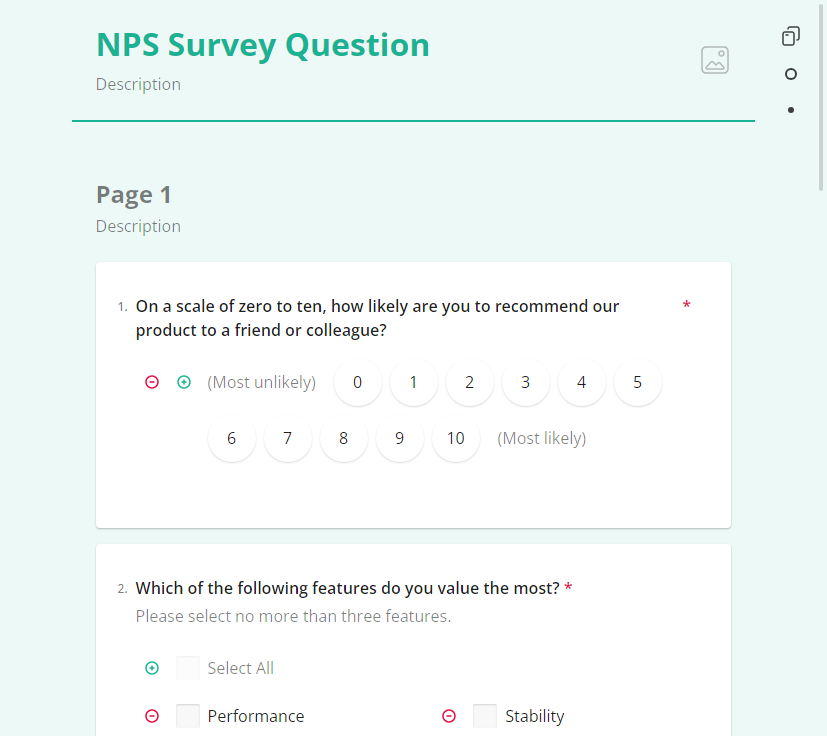 NPS Survey Question
Description
Page 1
Description
1. On a scale of zero to ten, how likely are you to recommend our *
product to a friend or colleague?
(Most unlikely) 0 1 2 3 4 5
6 7 8 9 10 (Most likely)
2. Which of the following features do you value the most? *
Please select no more than three features.
Select All
Performance Stability